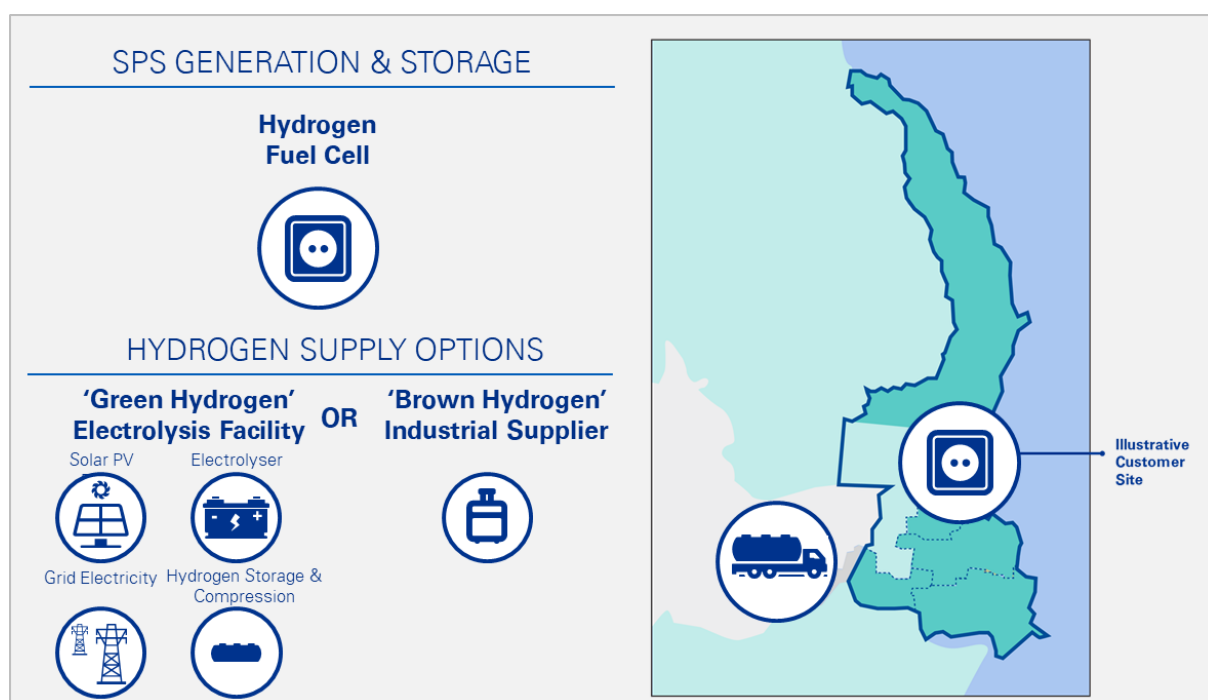 SPS GENERATION & STORAGE
Hydrogen
Fuel Cell
HYDROGEN SUPPLY OPTIONS
‘Green Hydrogen’
Electrolysis Facility
OR
‘Brown Hydrogen’
Industrial Supplier
Solar PV
Electrolyser
Grid Electricity
Hydrogen Storage &
Compression
Illustrative
Customer
Site